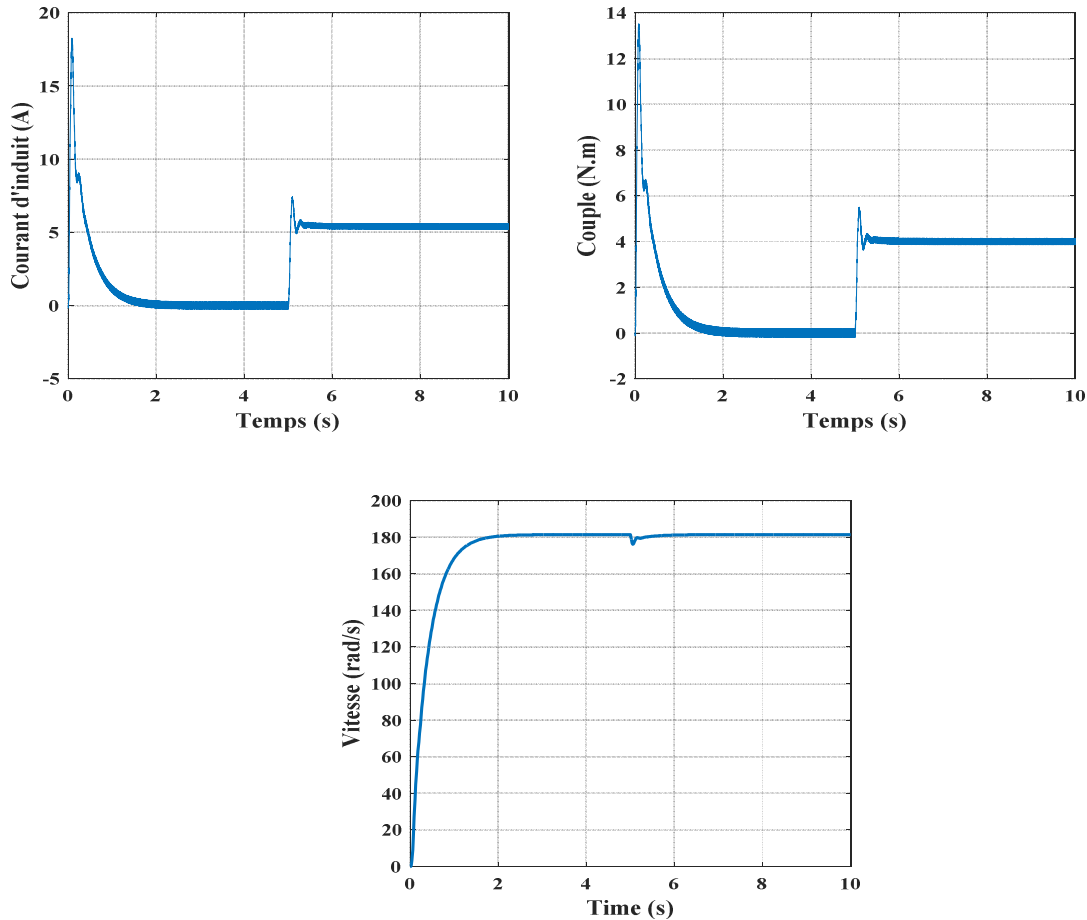 20
15
10
5
0
-5
Courant d'induit (A)
0 2 4 6 8 10
Temps (s)
14
12
10
8
6
4
2
0
-2
Couple (N.m)
0 2 4 6 8 10
Temps (s)
200
180
160
140
120
100
80
60
40
20
0
Vitesse (rad/s)
0 2 4 6 8 10
Time (s)